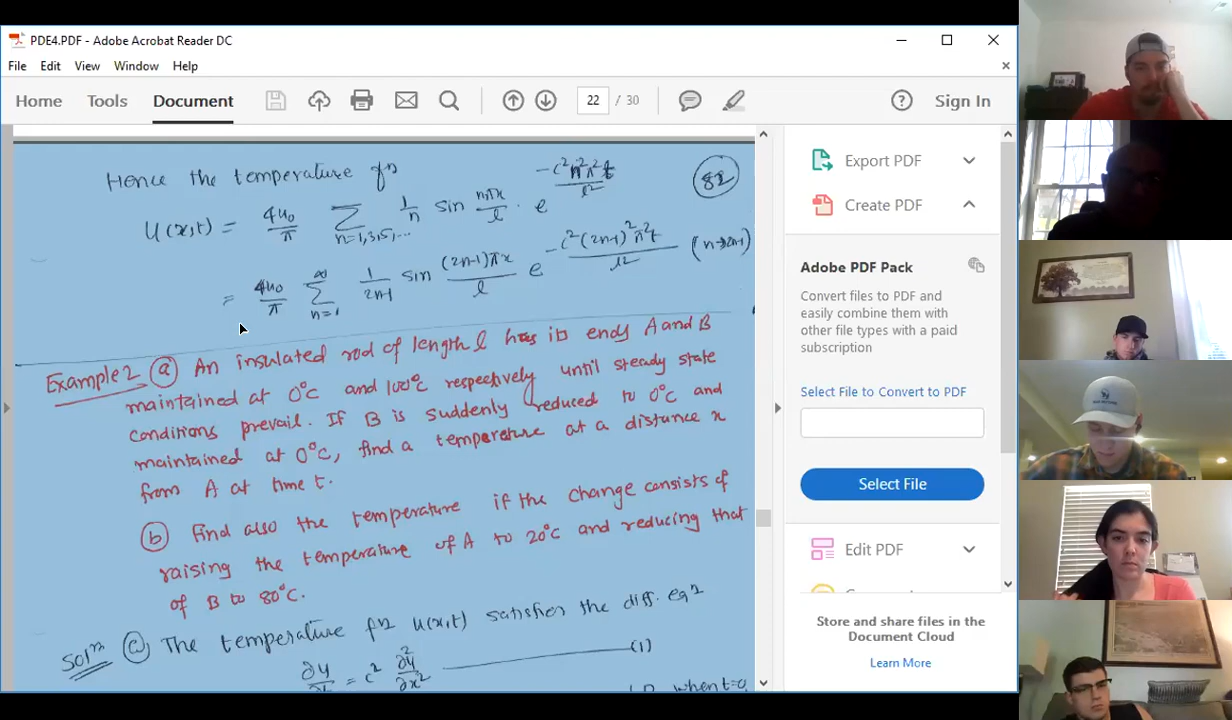 PDE4.PDF - Adobe Acrobat Reader DC
File Edit View Window Help
Home Tools Document 22 / 30 Sign In
Hence the temperature fn
82
u(x,t) = 4u₀/π Σ n=1,3,5,... 1/n sin nπx/l . e^(-c²n²π²t/l²)
= 4u₀/π Σ n=1 ∞ 1/2n-1 sin (2n-1)πx/l e^(-c²(2n-1)²π²t/l²) (n→2n-1)
Example 2 (a) An insulated rod of length l has its ends A and B
maintained at 0°C and 100°C respectively until steady state
conditions prevail. If B is suddenly reduced to 0°C and
maintained at 0°C, find a temperature at a distance x
from A at time t.
(b) Find also the temperature if the change consists of
raising the temperature of A to 20°C and reducing that
of B to 80°C.
Solⁿ (a) The temperature fn u(x,t) satisfies the diff. eqⁿ
= c² ∂²u/∂x² (1)
when t=0
Export PDF
Create PDF
Adobe PDF Pack
Convert files to PDF and
easily combine them with
other file types with a paid
subscription
Select File to Convert to PDF
Select File
Edit PDF
Store and share files in the
Document Cloud
Learn More